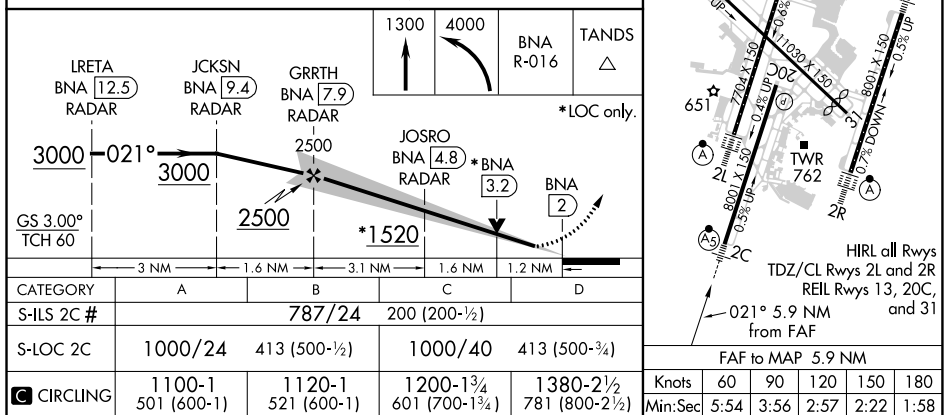 1300
4000
BNA
R-016
TANDS
*LOC only.
LRETA
BNA 12.5
RADAR
JCKSN
BNA 9.4
RADAR
GRRTH
BNA 7.9
RADAR
2500
JOSRO
BNA 4.8
RADAR
*BNA
3.2
BNA
2
3000
021°
3000
2500
*1520
GS 3.00°
TCH 60
3 NM
1.6 NM
3.1 NM
1.6 NM
1.2 NM
CATEGORY A B C D
S-ILS 2C # 787/24 200 (200-½)
S-LOC 2C 1000/24 413 (500-½) 1000/40 413 (500-¾)
C CIRCLING 1100-1 501 (600-1) 1120-1 521 (600-1) 1200-1¾ 601 (700-1¾) 1380-2½ 781 (800-2½)
UP
0.6%
11030 X 150
8001 X 150
0.5% UP
7704 X 150
20C
P
651
0.4% UP
31
A
2L
TWR
762
0.7% DOWN
8001 X 150
0.5% UP
A
2R
A5
2C
HIRL all Rwys
TDZ/CL Rwys 2L and 2R
REIL Rwys 13, 20C,
and 31
021° 5.9 NM
from FAF
FAF to MAP 5.9 NM
Knots 60 90 120 150 180
Min:Sec 5:54 3:56 2:57 2:22 1:58